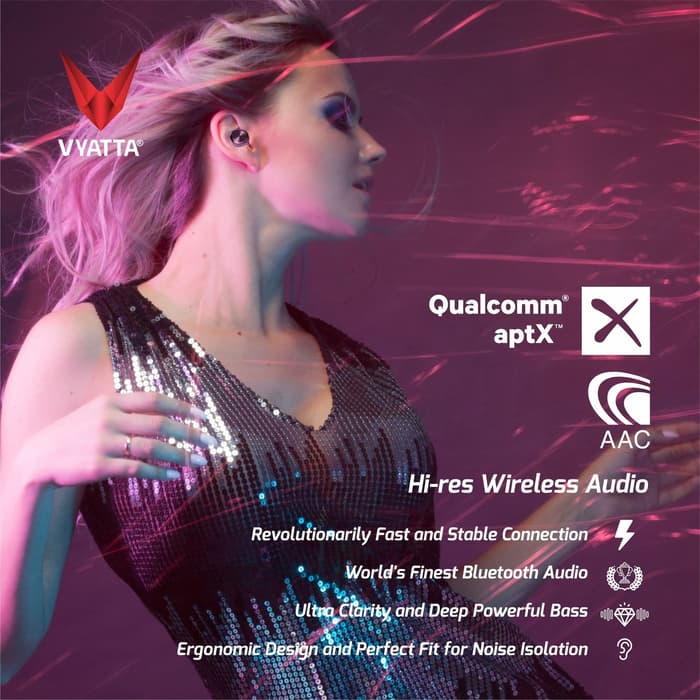 VYATTA®
Qualcomm®
aptX™
AAC
Hi-res Wireless Audio
Revolutionarily Fast and Stable Connection
World's Finest Bluetooth Audio
Ultra Clarity and Deep Powerful Bass
Ergonomic Design and Perfect Fit for Noise Isolation